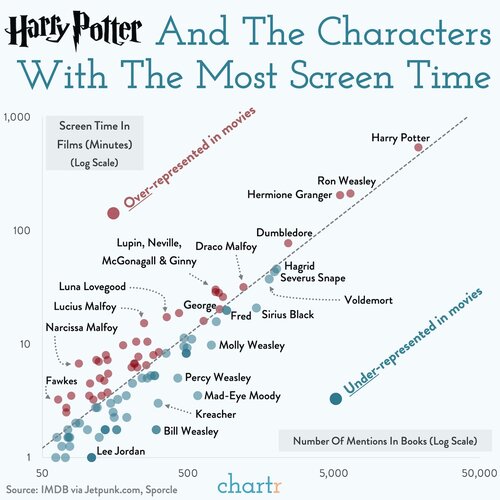 Harry Potter And The Characters
With The Most Screen Time
1,000
Screen Time In
Films (Minutes)
(Log Scale)
Over-represented in movies
Harry Potter
Ron Weasley
Hermione Granger
100
Dumbledore
Lupin, Neville,
McGonagall & Ginny
Draco Malfoy
Hagrid
Severus Snape
Luna Lovegood
Voldemort
Lucius Malfoy
George
Fred
Sirius Black
Narcissa Malfoy
10
Molly Weasley
Under-represented in movies
Fawkes
Percy Weasley
Mad-Eye Moody
Kreacher
Bill Weasley
Number Of Mentions In Books (Log Scale)
Lee Jordan
1
50
500
5,000
50,000
Source: IMDB via Jetpunk.com, Sporcle
chartr